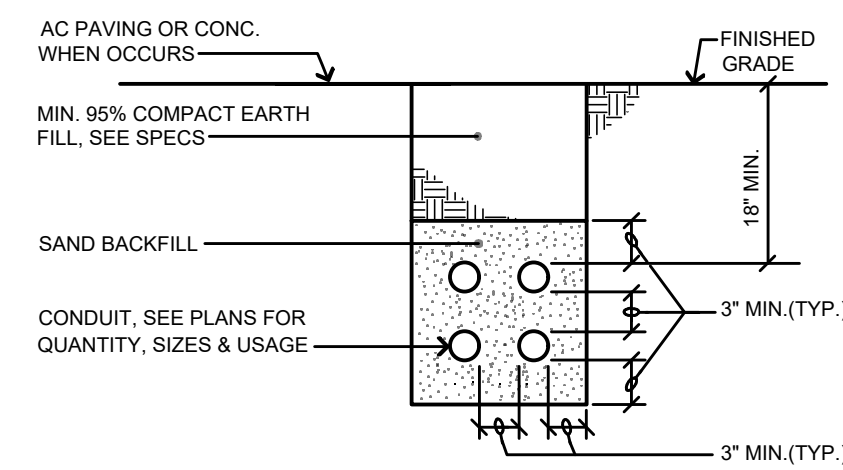 AC PAVING OR CONC.
WHEN OCCURS
FINISHED
GRADE
MIN. 95% COMPACT EARTH
FILL, SEE SPECS
18" MIN.
SAND BACKFILL
CONDUIT, SEE PLANS FOR
QUANTITY, SIZES & USAGE
3" MIN.(TYP.)
3" MIN.(TYP.)